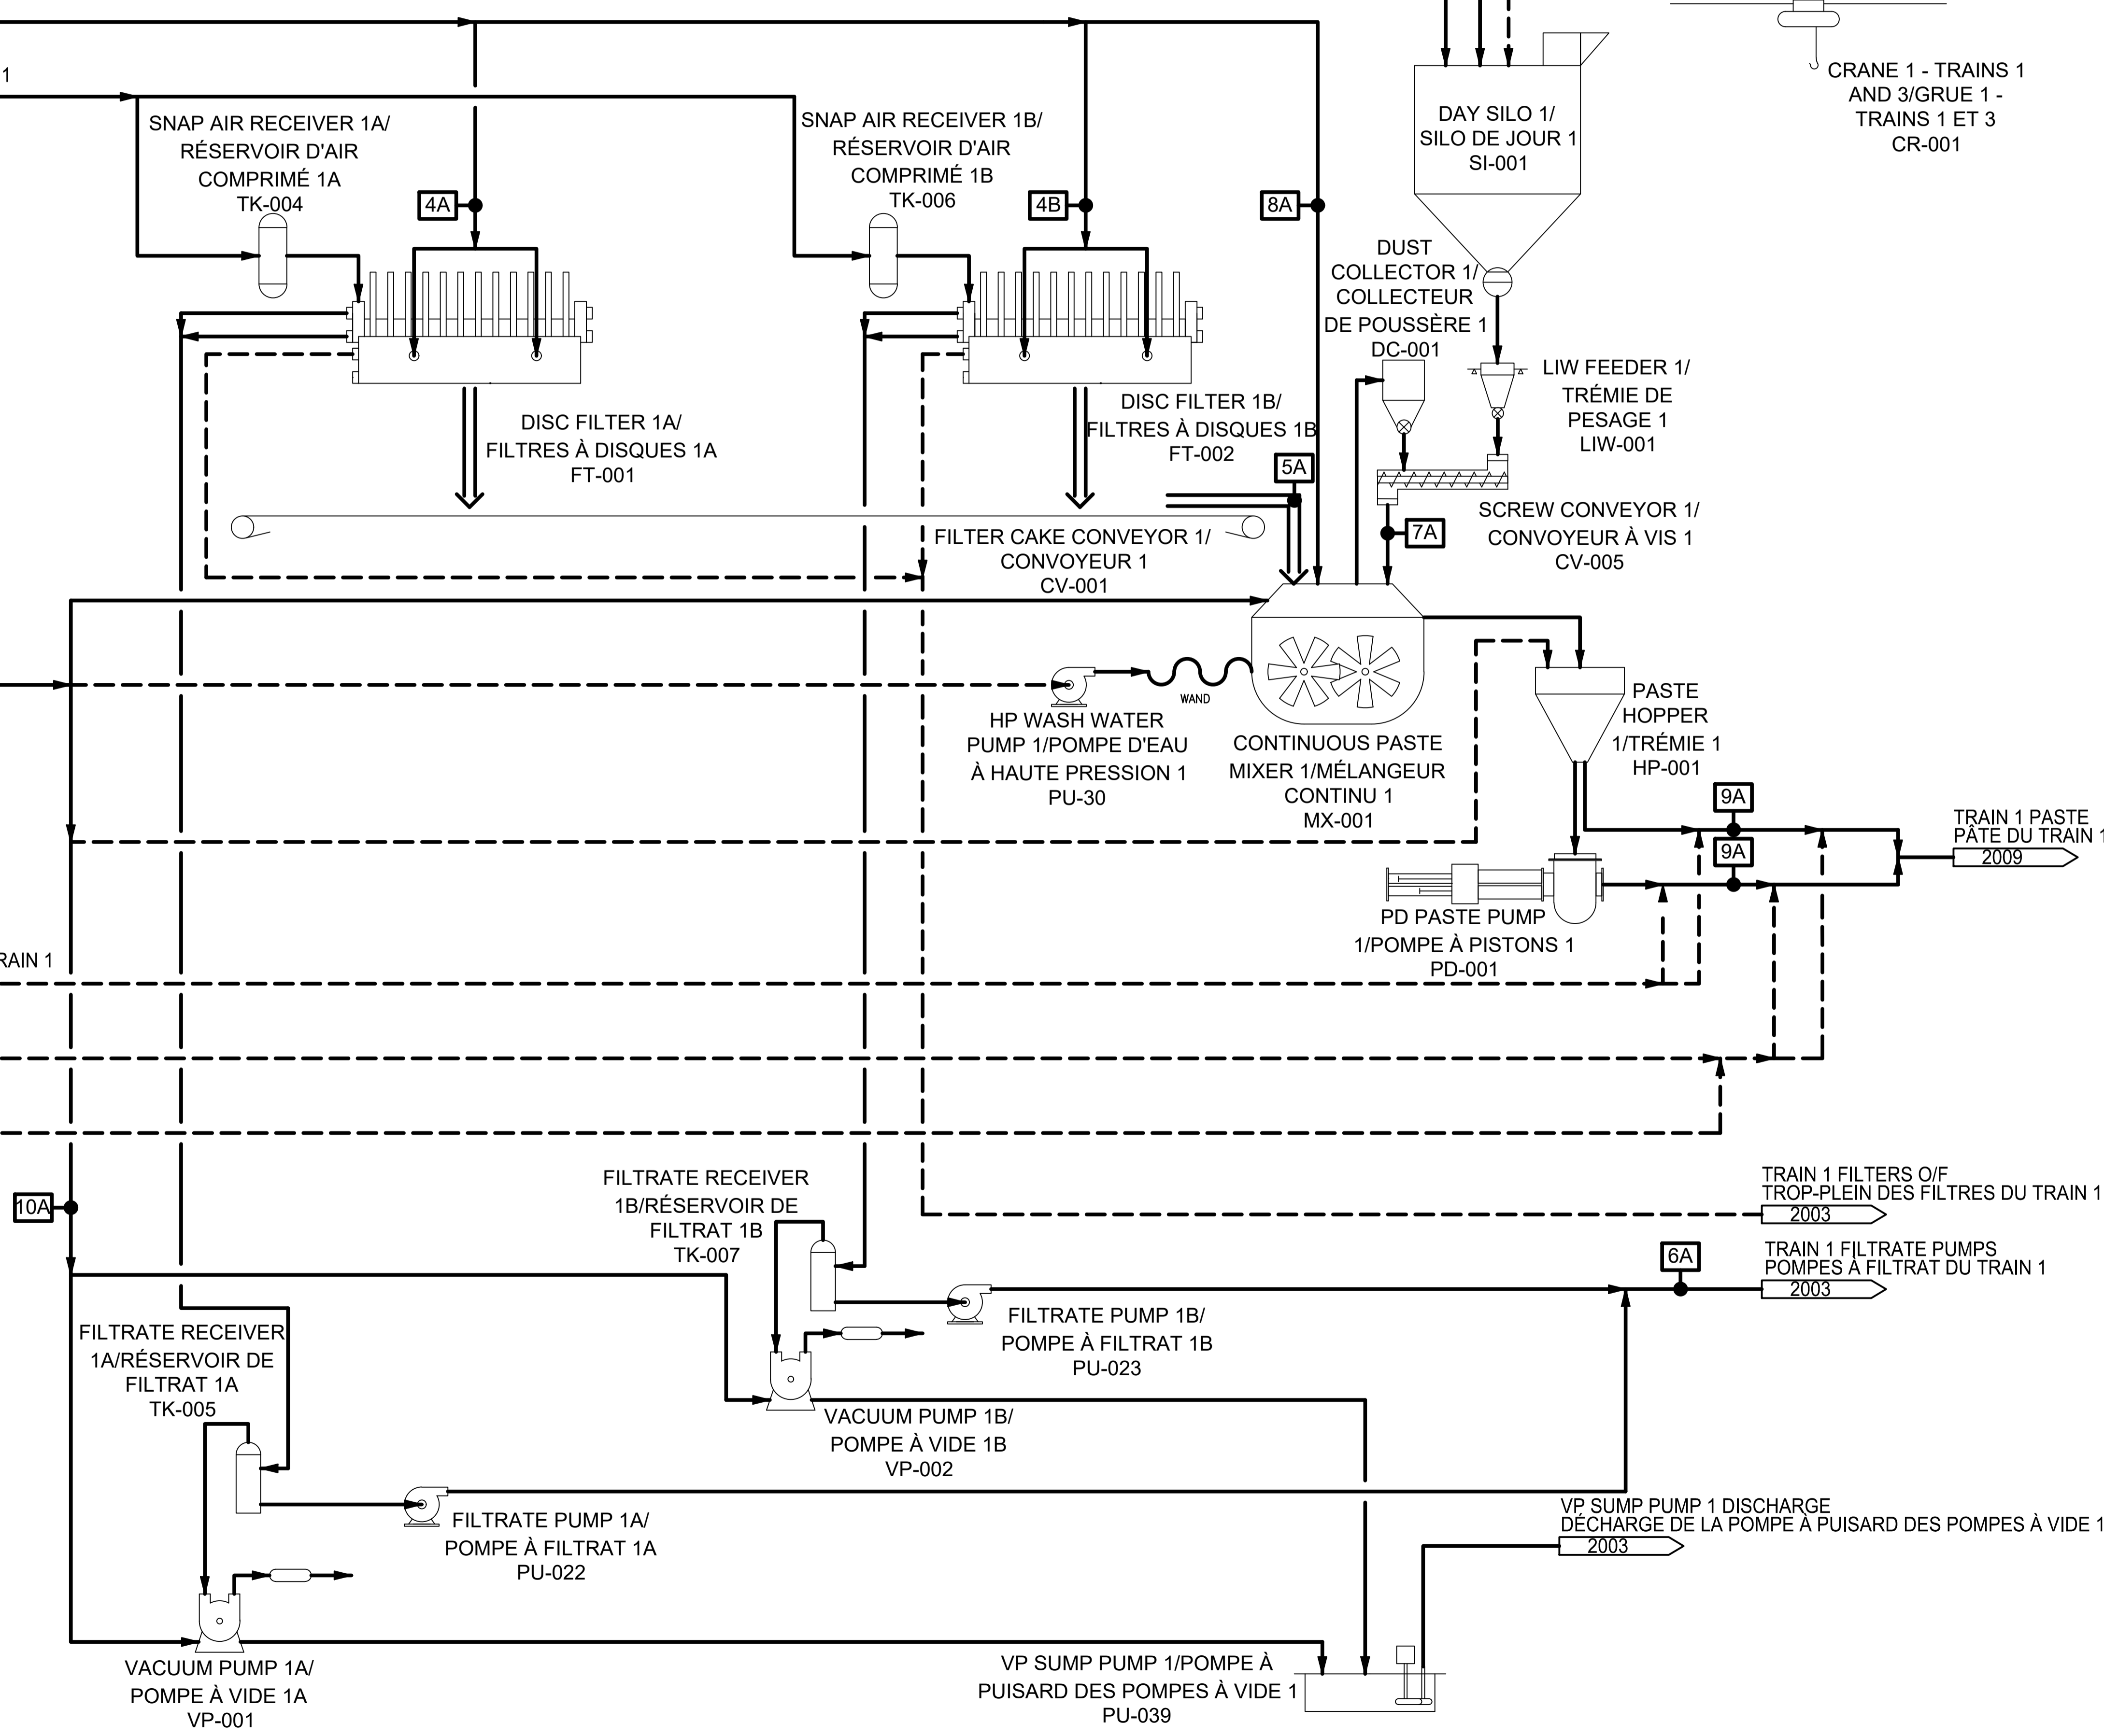 1
CRANE 1 - TRAINS 1
AND 3/GRUE 1 -
TRAINS 1 ET 3
CR-001
SNAP AIR RECEIVER 1A/
RÉSERVOIR D'AIR
COMPRIMÉ 1A
TK-004
4A
SNAP AIR RECEIVER 1B/
RÉSERVOIR D'AIR
COMPRIMÉ 1B
TK-006
4B
8A
DAY SILO 1/
SILO DE JOUR 1
SI-001
DUST
COLLECTOR 1/
COLLECTEUR
DE POUSSÈRE 1
DC-001
LIW FEEDER 1/
TRÉMIE DE
PESAGE 1
LIW-001
DISC FILTER 1A/
FILTRES À DISQUES 1A
FT-001
DISC FILTER 1B/
FILTRES À DISQUES 1B
FT-002
5A
SCREW CONVEYOR 1/
CONVOYEUR À VIS 1
CV-005
7A
FILTER CAKE CONVEYOR 1/
CONVOYEUR 1
CV-001
WAND
HP WASH WATER
PUMP 1/POMPE D'EAU
À HAUTE PRESSION 1
PU-30
CONTINUOUS PASTE
MIXER 1/MÉLANGEUR
CONTINU 1
MX-001
PASTE
HOPPER
1/TRÉMIE 1
HP-001
9A
9A
TRAIN 1 PASTE
PÂTE DU TRAIN 1
2009
PD PASTE PUMP
1/POMPE À PISTONS 1
PD-001
RAIN 1
10A
FILTRATE RECEIVER
1B/RÉSERVOIR DE
FILTRAT 1B
TK-007
TRAIN 1 FILTERS O/F
TROP-PLEIN DES FILTRES DU TRAIN 1
2003
6A
TRAIN 1 FILTRATE PUMPS
POMPES À FILTRAT DU TRAIN 1
2003
FILTRATE PUMP 1B/
POMPE À FILTRAT 1B
PU-023
FILTRATE RECEIVER
1A/RÉSERVOIR DE
FILTRAT 1A
TK-005
VACUUM PUMP 1B/
POMPE À VIDE 1B
VP-002
FILTRATE PUMP 1A/
POMPE À FILTRAT 1A
PU-022
VP SUMP PUMP 1 DISCHARGE
DÉCHARGE DE LA POMPE À PUISARD DES POMPES À VIDE 1
2003
VACUUM PUMP 1A/
POMPE À VIDE 1A
VP-001
VP SUMP PUMP 1/POMPE À
PUISARD DES POMPES À VIDE 1
PU-039